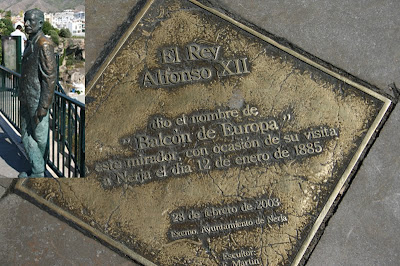 El Rey
Alfonso XII
dio el nombre de
" Balcón de Europa "
a este mirador, con ocasión de su visita
a Nerja el día 12 de enero de 1885
28 de febrero de 2003
Excmo. Ayuntamiento de Nerja
Escultor:
F. Martín